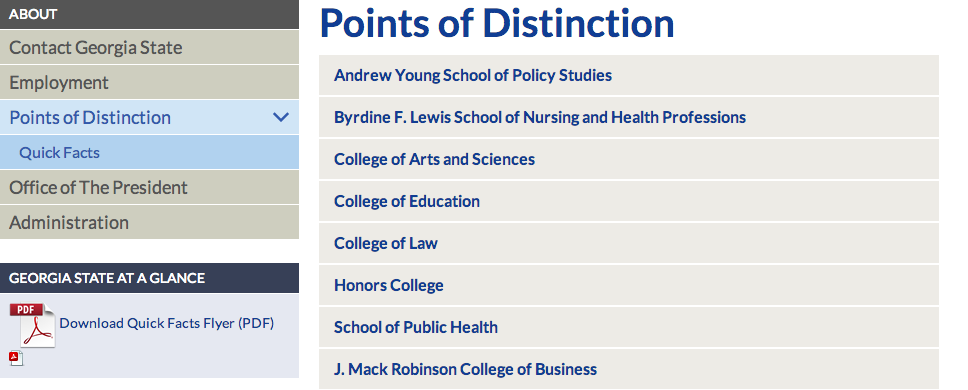 ABOUT
Contact Georgia State
Employment
Points of Distinction
Quick Facts
Office of The President
Administration
GEORGIA STATE AT A GLANCE
PDF
Download Quick Facts Flyer (PDF)
Points of Distinction
Andrew Young School of Policy Studies
Byrdine F. Lewis School of Nursing and Health Professions
College of Arts and Sciences
College of Education
College of Law
Honors College
School of Public Health
J. Mack Robinson College of Business